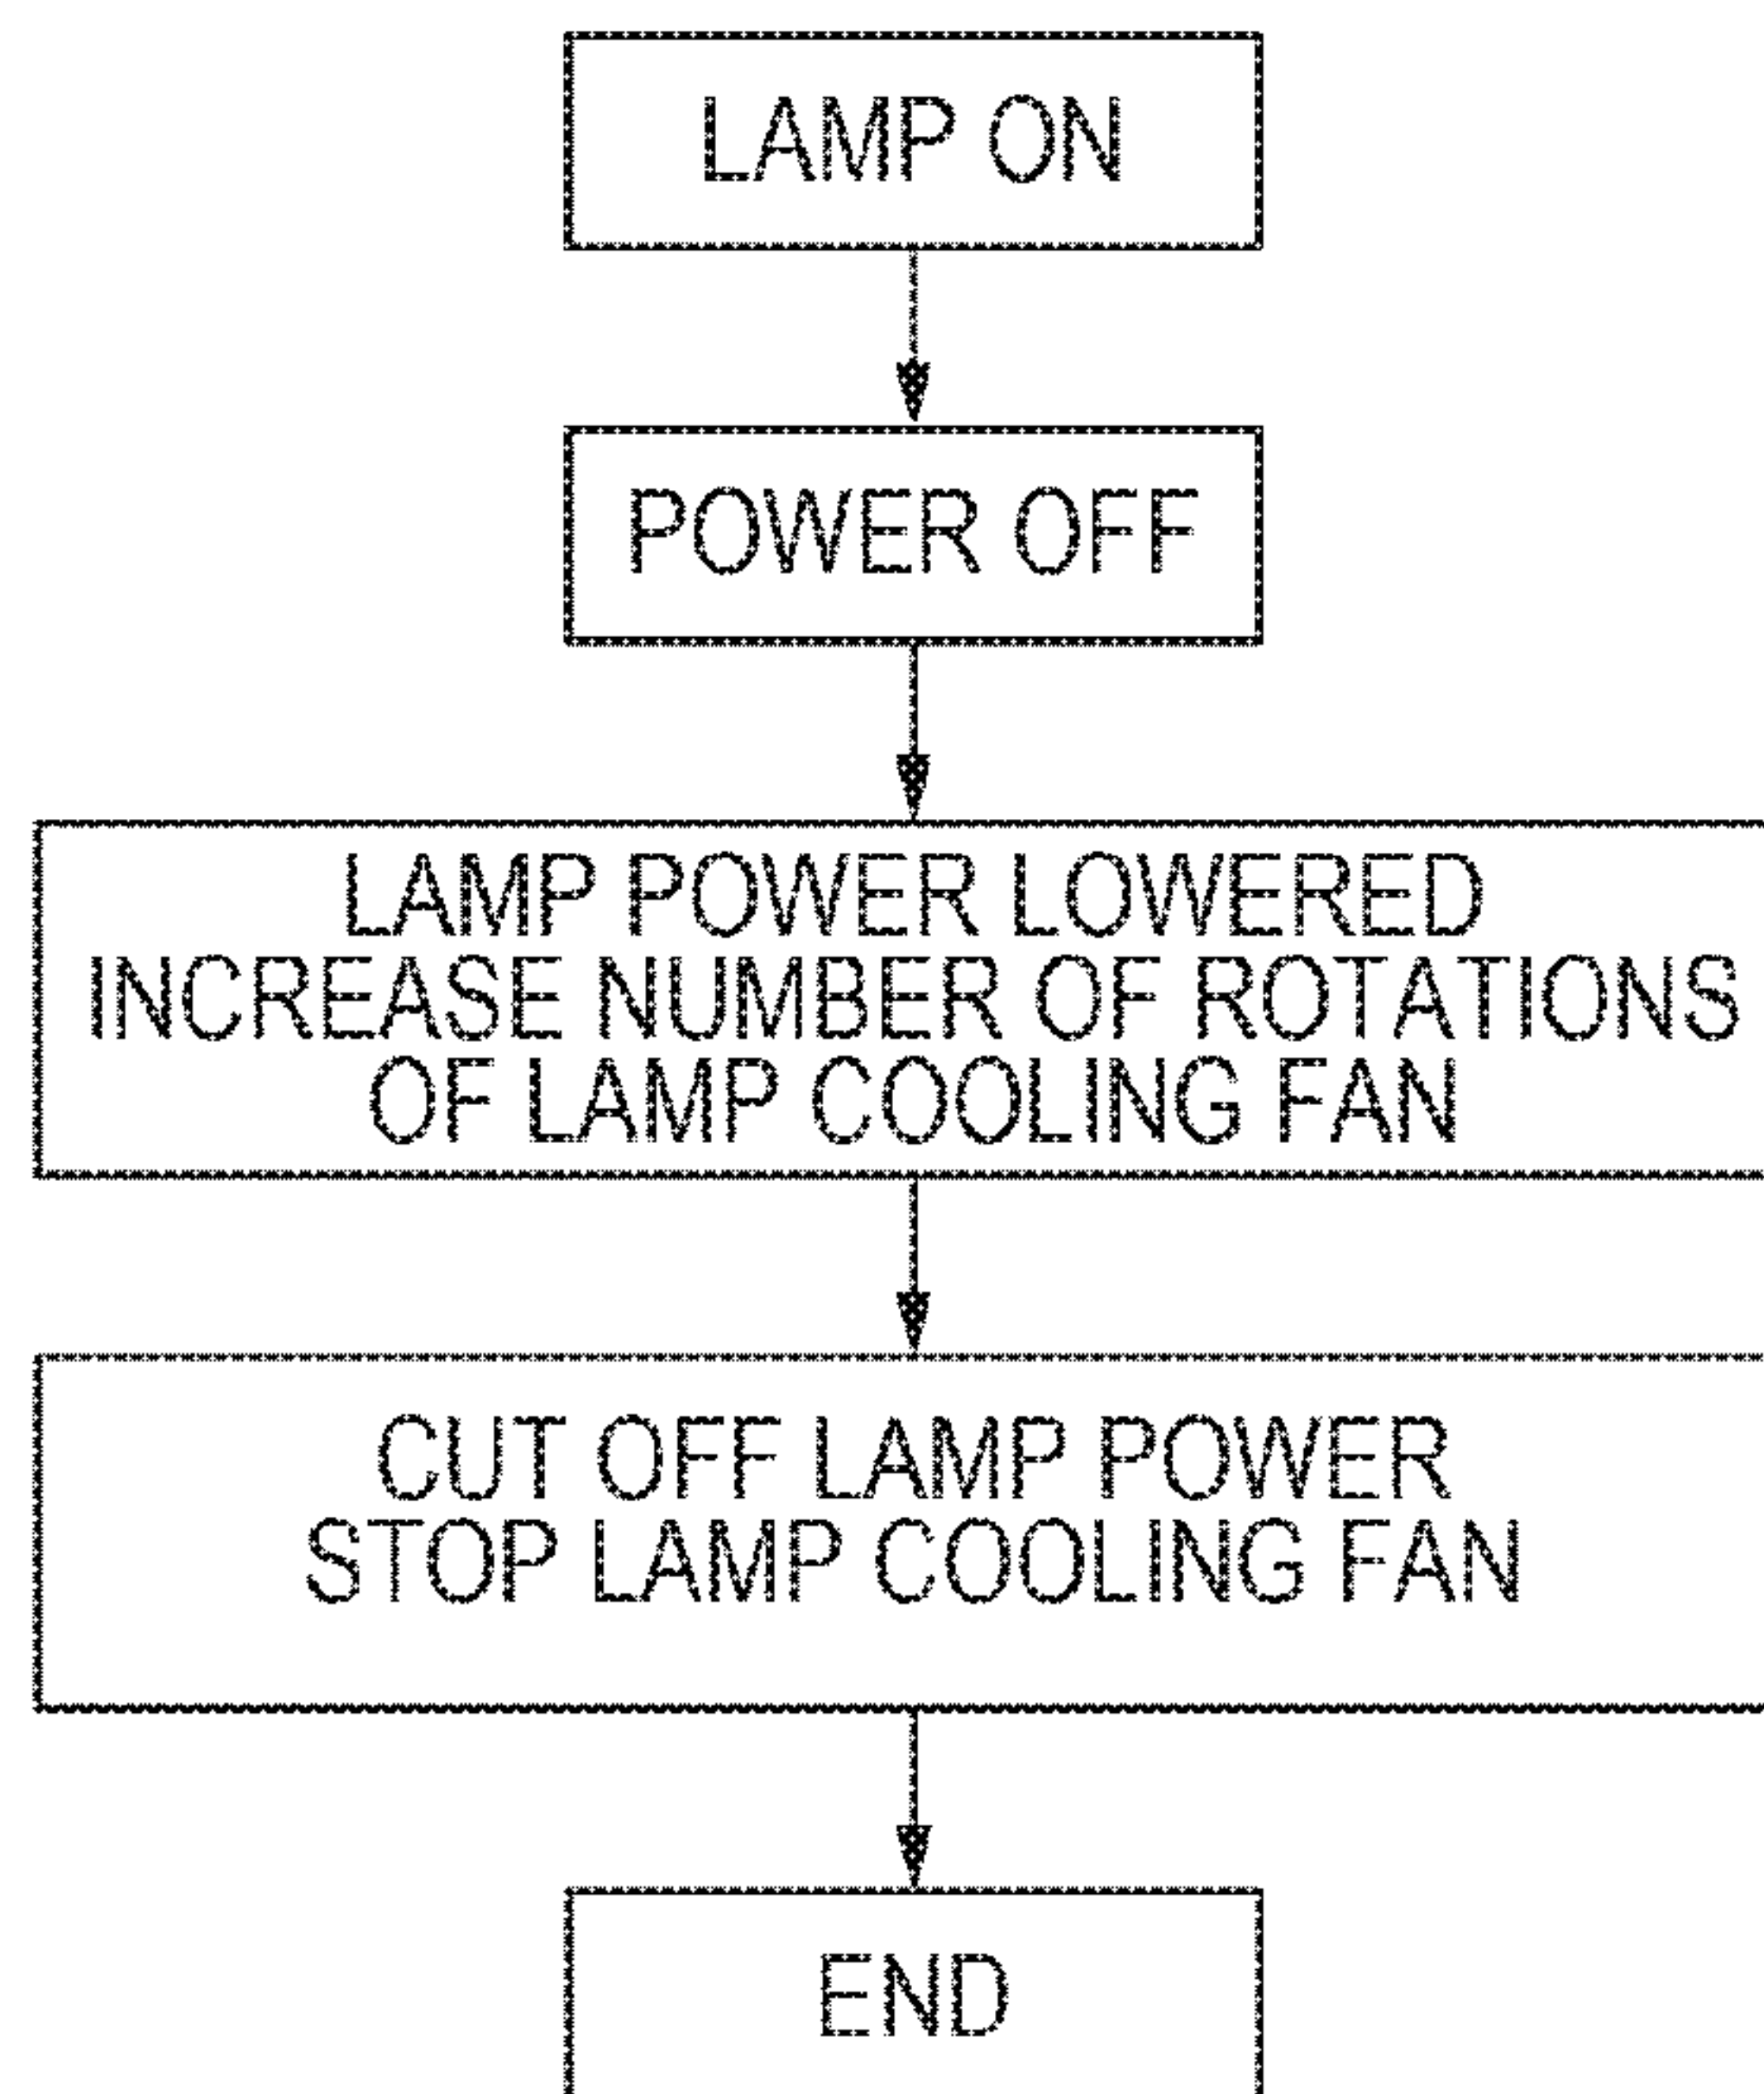 LAMP ON
POWER OFF
LAMP POWER LOWERED
INCREASE NUMBER OF ROTATIONS
OF LAMP COOLING FAN
CUT OFF LAMP POWER
STOP LAMP COOLING FAN
END